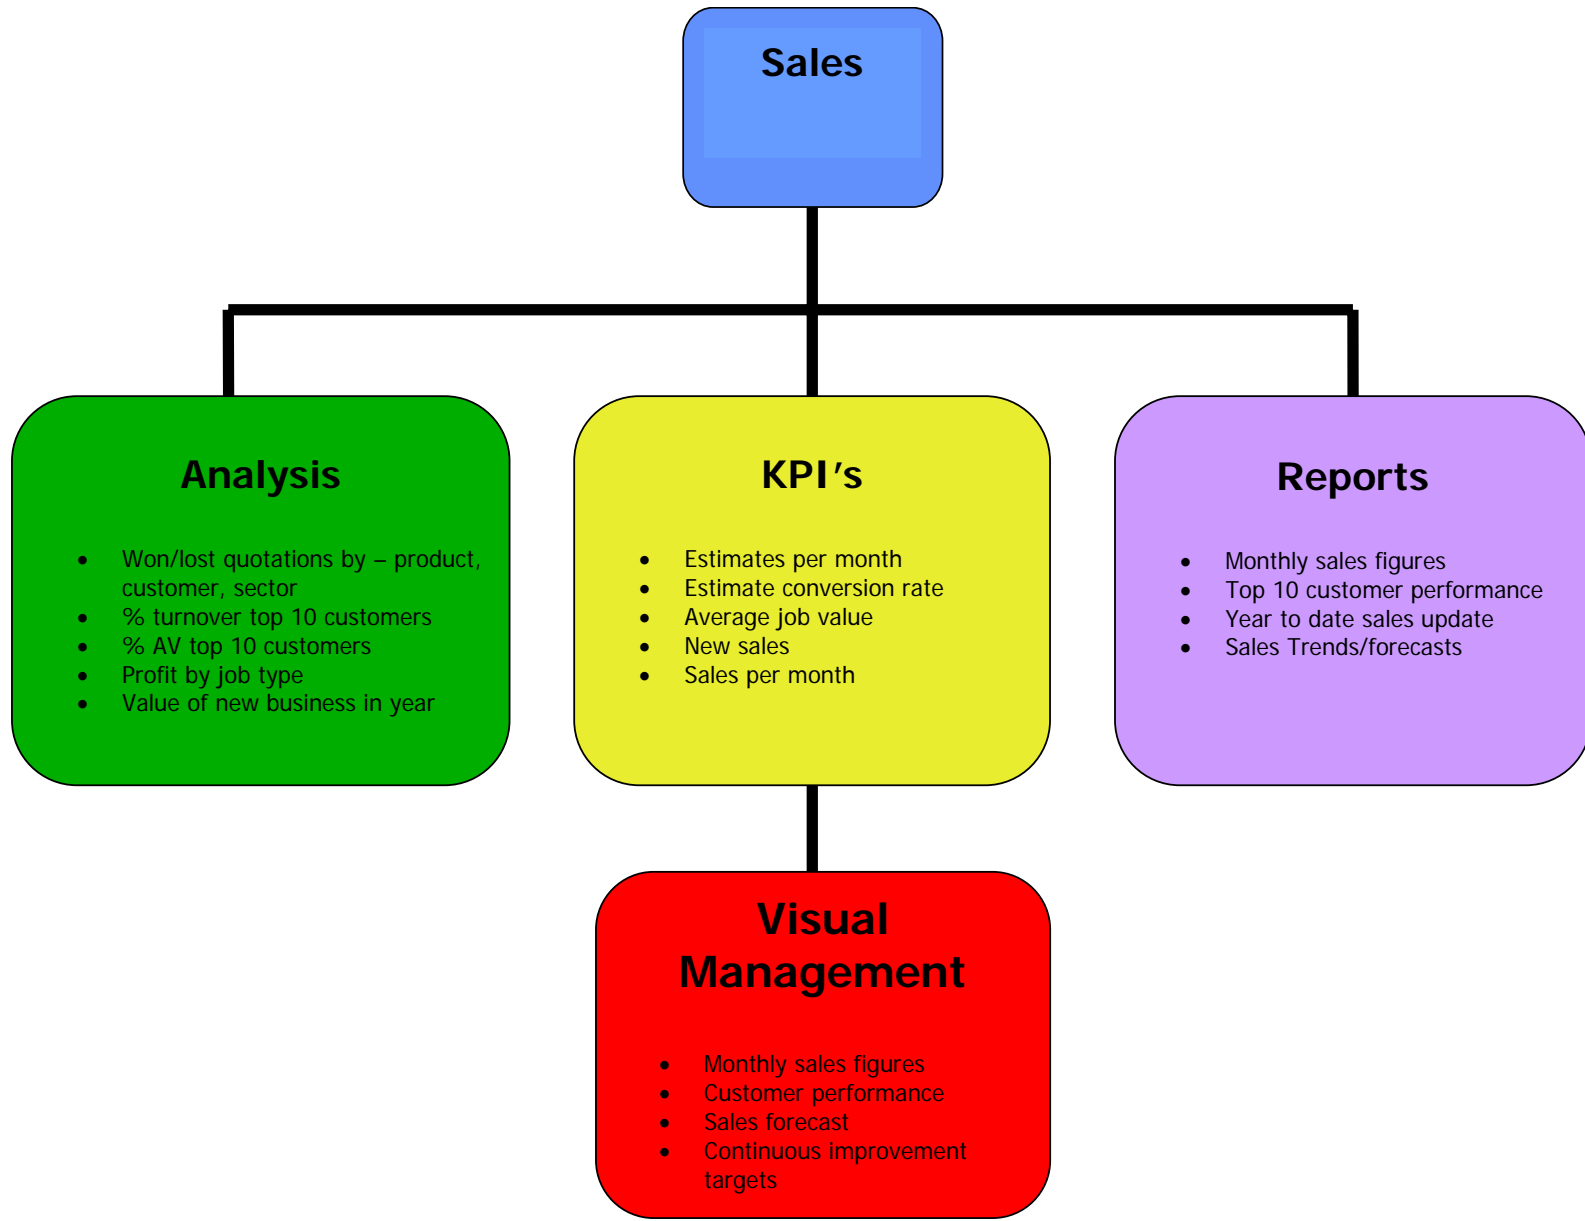 Sales
Analysis
• Won/lost quotations by – product,
customer, sector
• % turnover top 10 customers
• % AV top 10 customers
• Profit by job type
• Value of new business in year
KPI's
• Estimates per month
• Estimate conversion rate
• Average job value
• New sales
• Sales per month
Reports
• Monthly sales figures
• Top 10 customer performance
• Year to date sales update
• Sales Trends/forecasts
Visual
Management
• Monthly sales figures
• Customer performance
• Sales forecast
• Continuous improvement
targets